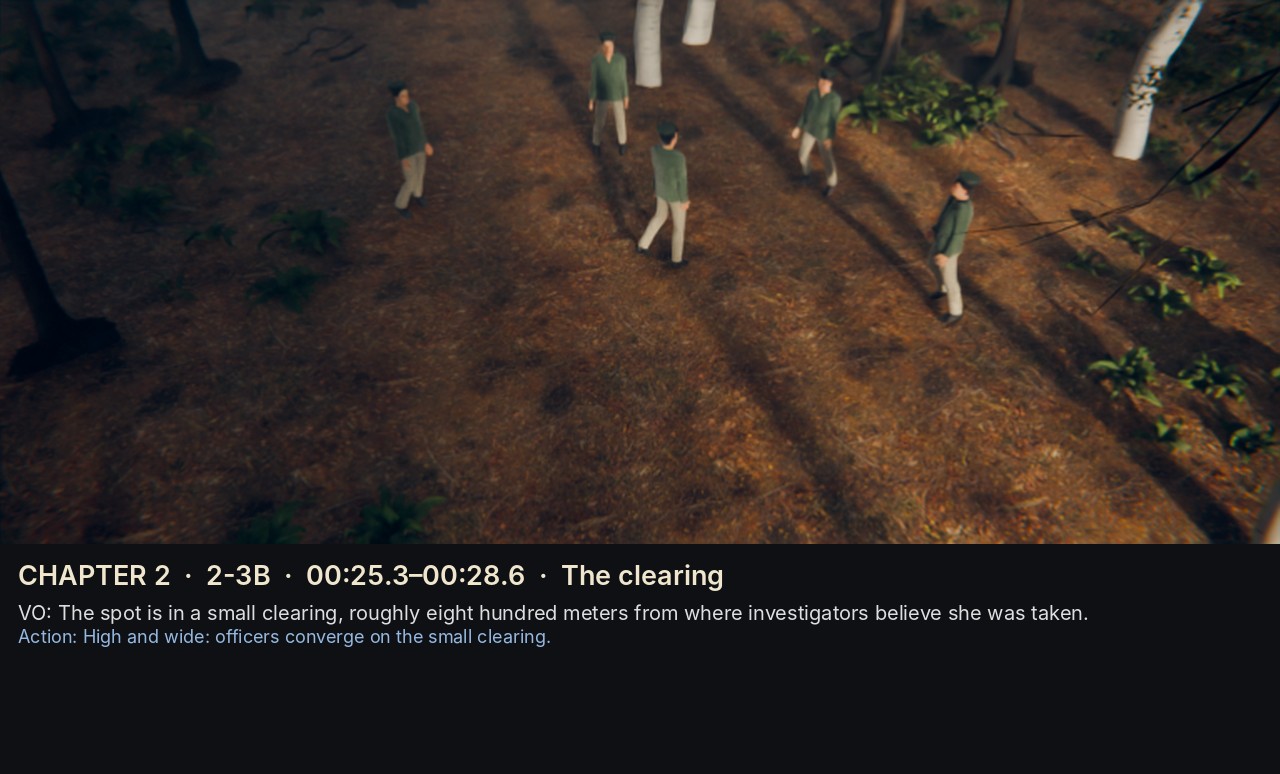 CHAPTER 2 · 2-3B · 00:25.3–00:28.6 · The clearing
VO: The spot is in a small clearing, roughly eight hundred meters from where investigators believe she was taken.
Action: High and wide: officers converge on the small clearing.